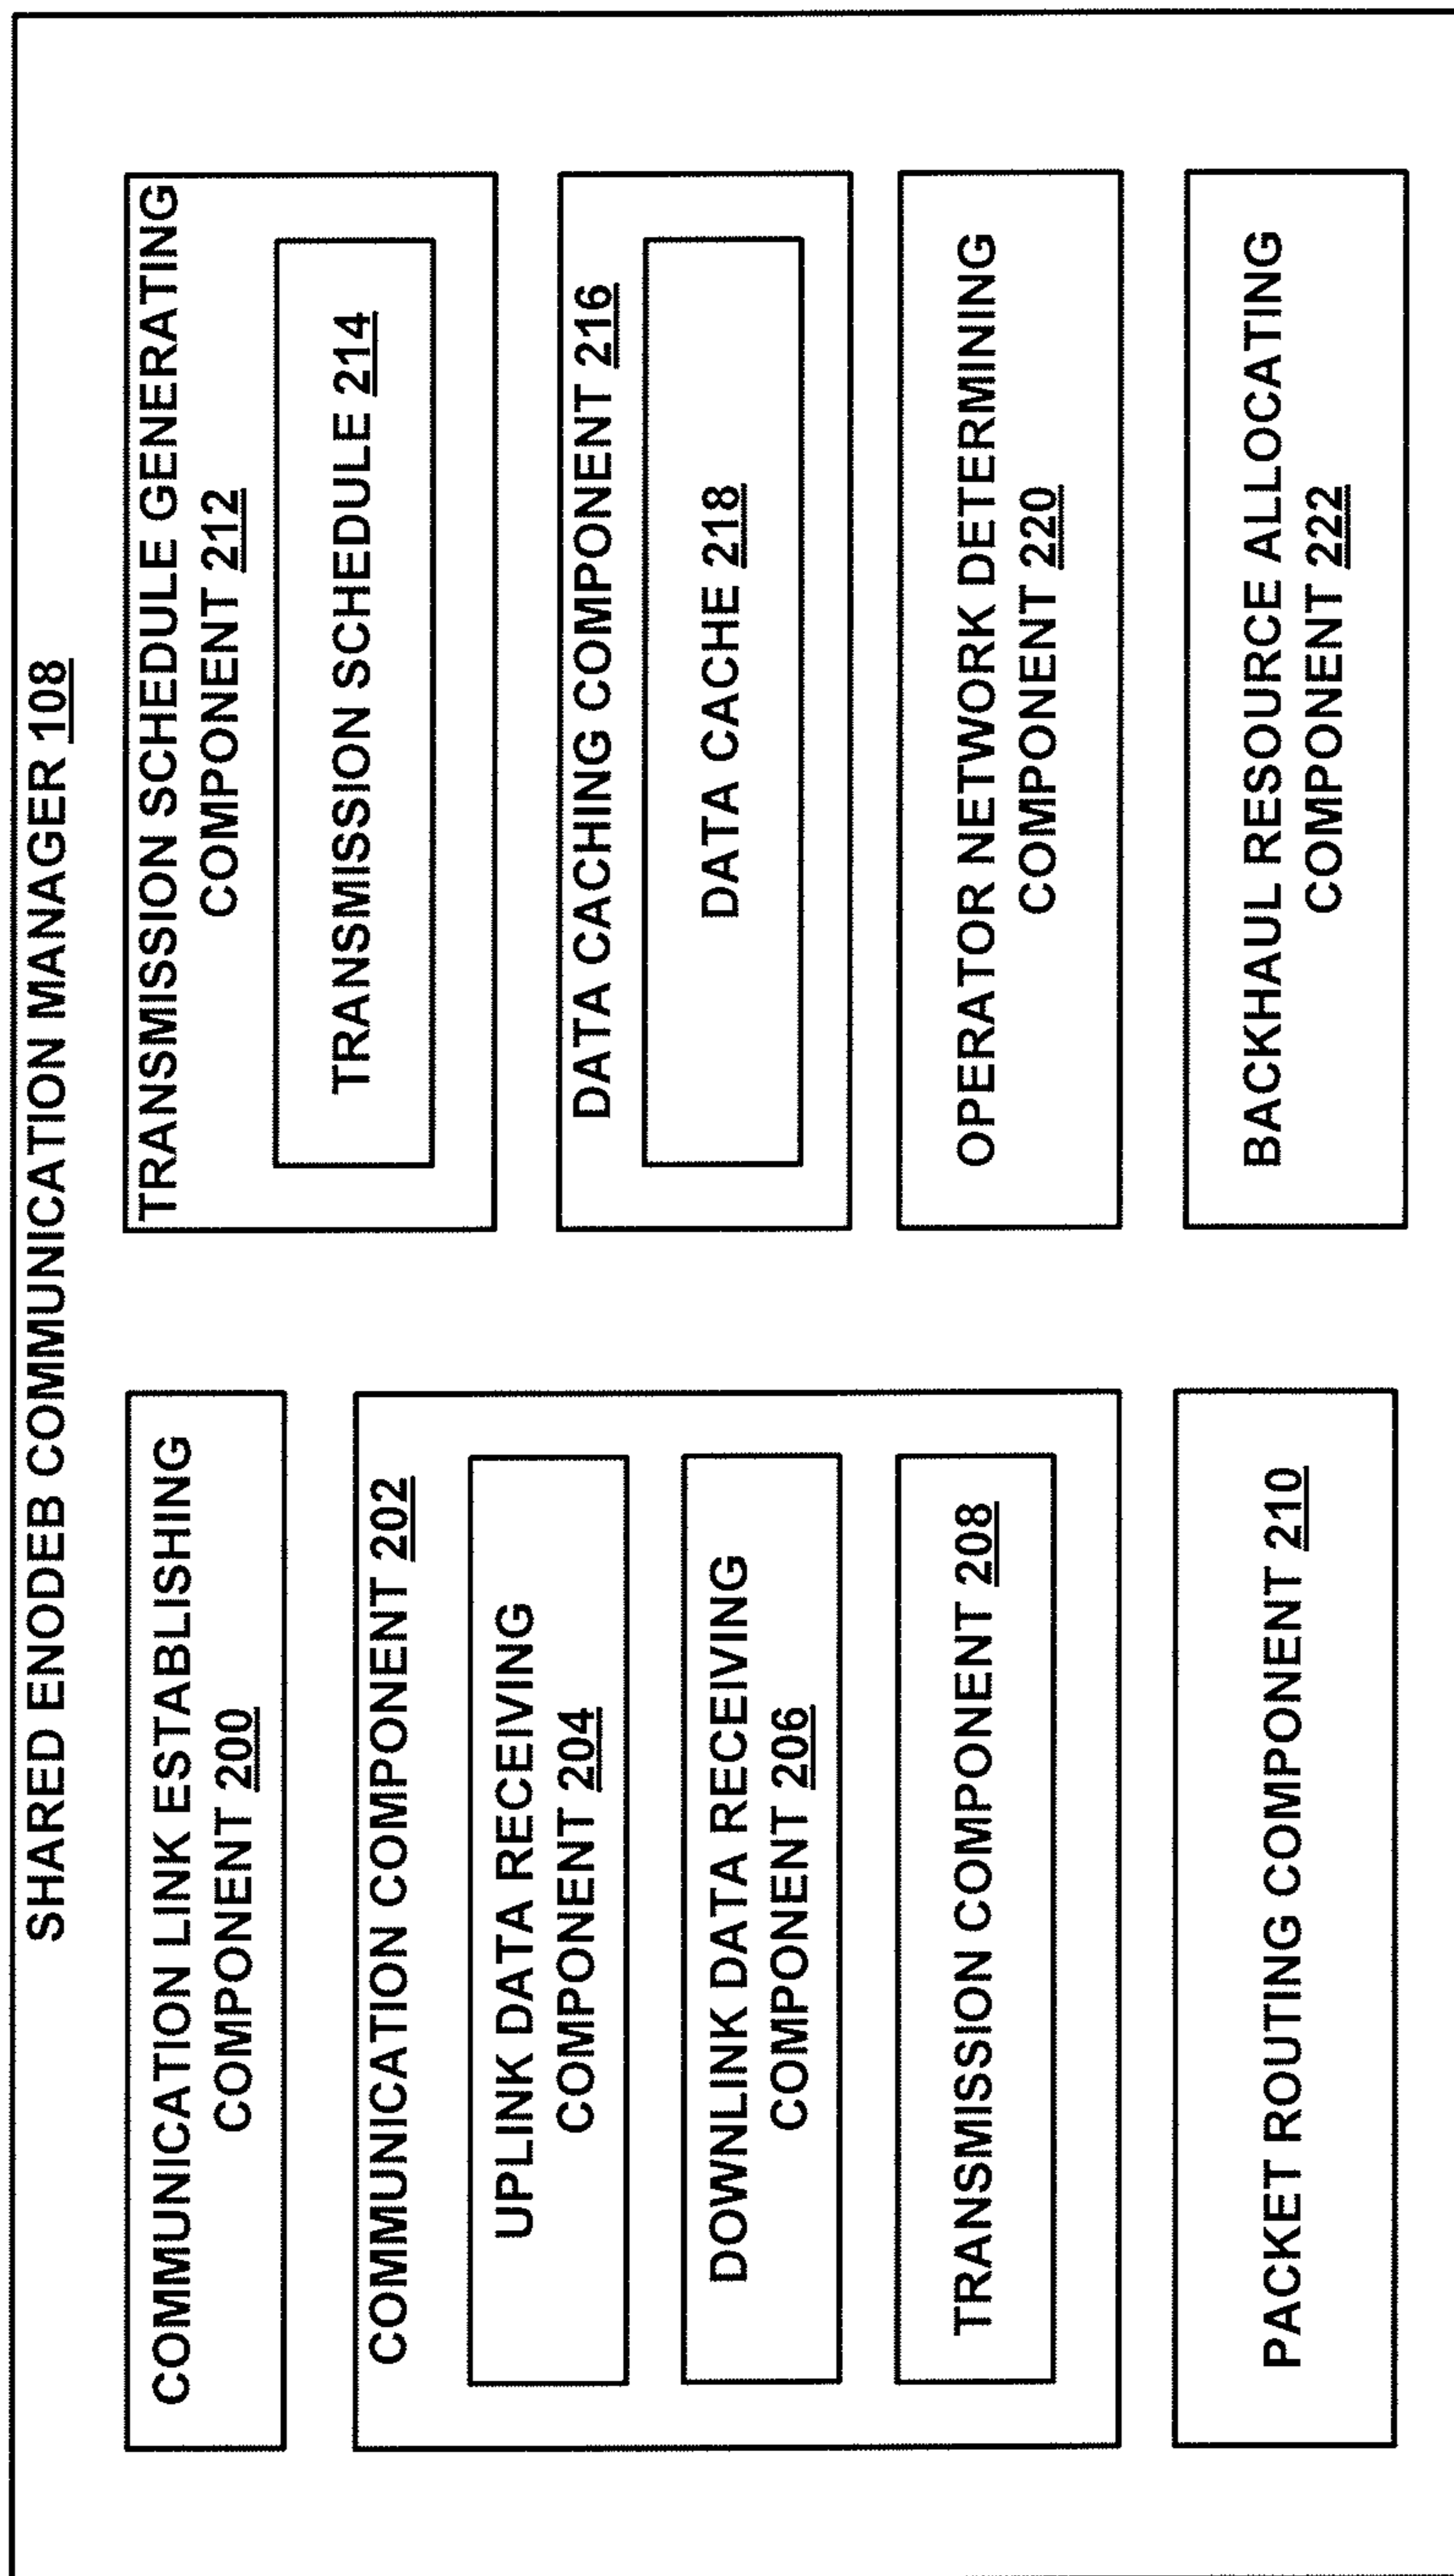 SHARED ENODEB COMMUNICATION MANAGER 108
COMMUNICATION LINK ESTABLISHING
COMPONENT 200
COMMUNICATION COMPONENT 202
UPLINK DATA RECEIVING
COMPONENT 204
DOWNLINK DATA RECEIVING
COMPONENT 206
TRANSMISSION COMPONENT 208
PACKET ROUTING COMPONENT 210
TRANSMISSION SCHEDULE GENERATING
COMPONENT 212
TRANSMISSION SCHEDULE 214
DATA CACHING COMPONENT 216
DATA CACHE 218
OPERATOR NETWORK DETERMINING
COMPONENT 220
BACKHAUL RESOURCE ALLOCATING
COMPONENT 222